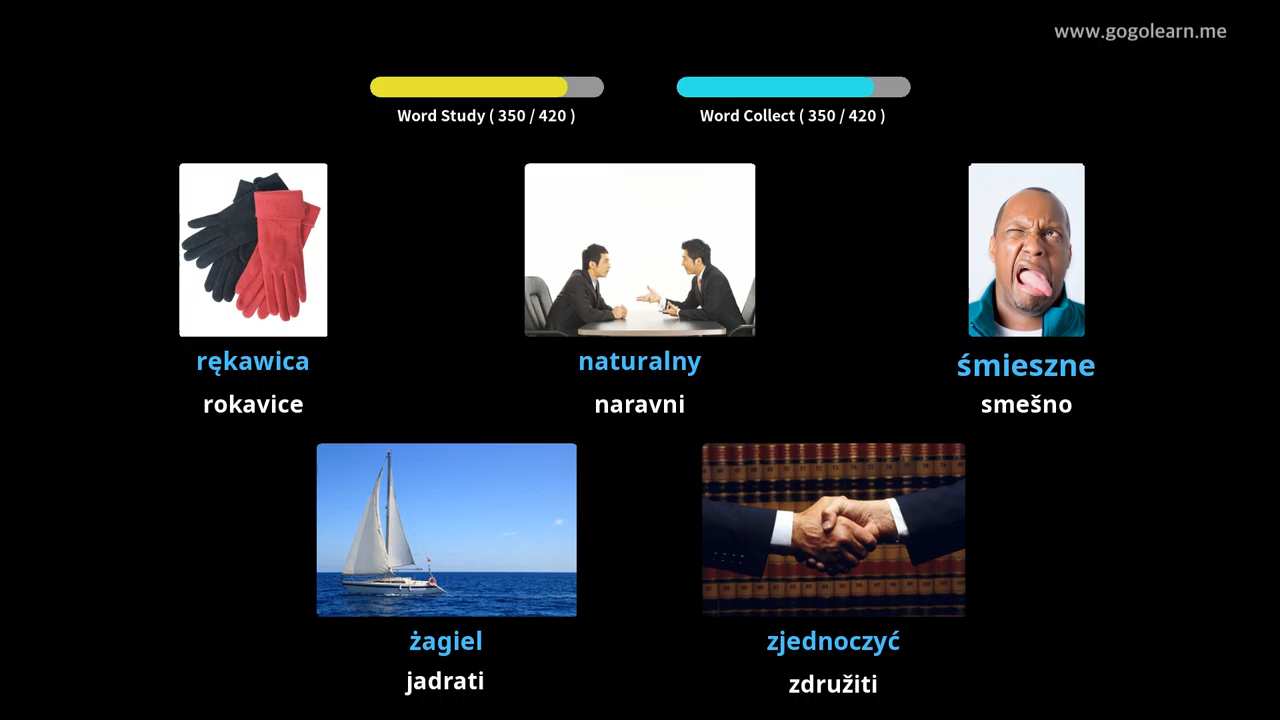 www.gogolearn.me
Word Study ( 350 / 420 )
Word Collect ( 350 / 420 )
rękawica
rokavice
naturalny
naravni
śmieszne
smešno
żagiel
jadrati
zjednoczyć
združiti